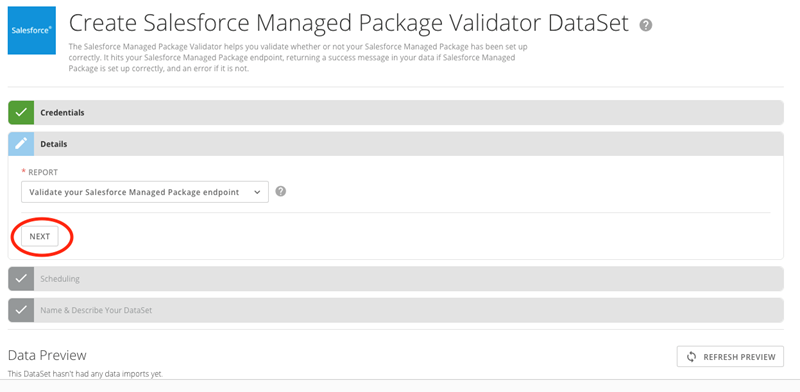 Salesforce®
Create Salesforce Managed Package Validator DataSet ?
The Salesforce Managed Package Validator helps you validate whether or not your Salesforce Managed Package has been set up
correctly. It hits your Salesforce Managed Package endpoint, returning a success message in your data if Salesforce Managed
Package is set up correctly, and an error if it is not.
Credentials
Details
* REPORT
Validate your Salesforce Managed Package endpoint ?
NEXT
Scheduling
Name & Describe Your DataSet
Data Preview
REFRESH PREVIEW
This DataSet hasn't had any data imports yet.